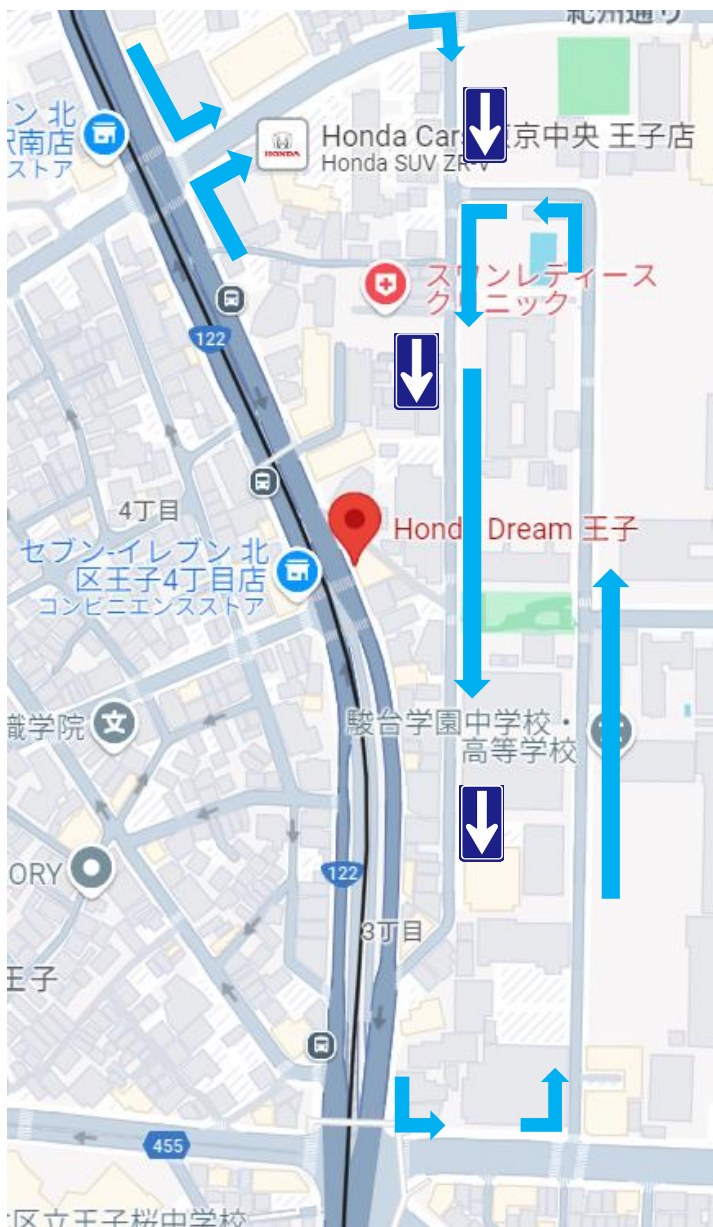 紀州通り
ン 北
南店
ストア
Honda Cars 東京中央 王子店
Honda SUV ZR-V
HONDA
スワンレディース
クリニック
122
4丁目
Honda Dream 王子
セブン-イレブン 北
区王子4丁目店
コンビニエンスストア
駿台学園中学校・
高等学校
識学院
文
ORY
122
3丁目
王子
455
区立王子桜中学校